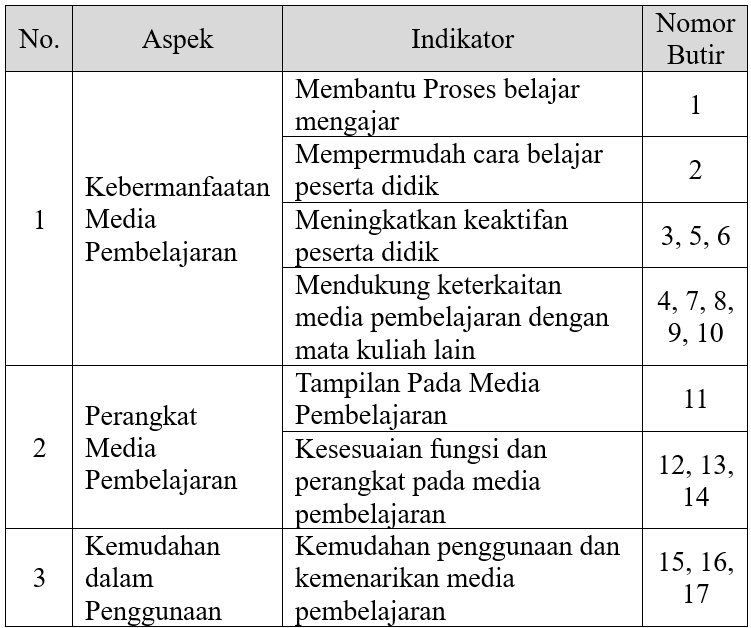 No.
Aspek
Indikator
Nomor
Butir
1
Kebermanfaatan
Media
Pembelajaran
Membantu Proses belajar
mengajar
1
Mempermudah cara belajar
peserta didik
2
Meningkatkan keaktifan
peserta didik
3, 5, 6
Mendukung keterkaitan
media pembelajaran dengan
mata kuliah lain
4, 7, 8,
9, 10
2
Perangkat
Media
Pembelajaran
Tampilan Pada Media
Pembelajaran
11
Kesesuaian fungsi dan
perangkat pada media
pembelajaran
12, 13,
14
3
Kemudahan
dalam
Penggunaan
Kemudahan penggunaan dan
kemenarikan media
pembelajaran
15, 16,
17